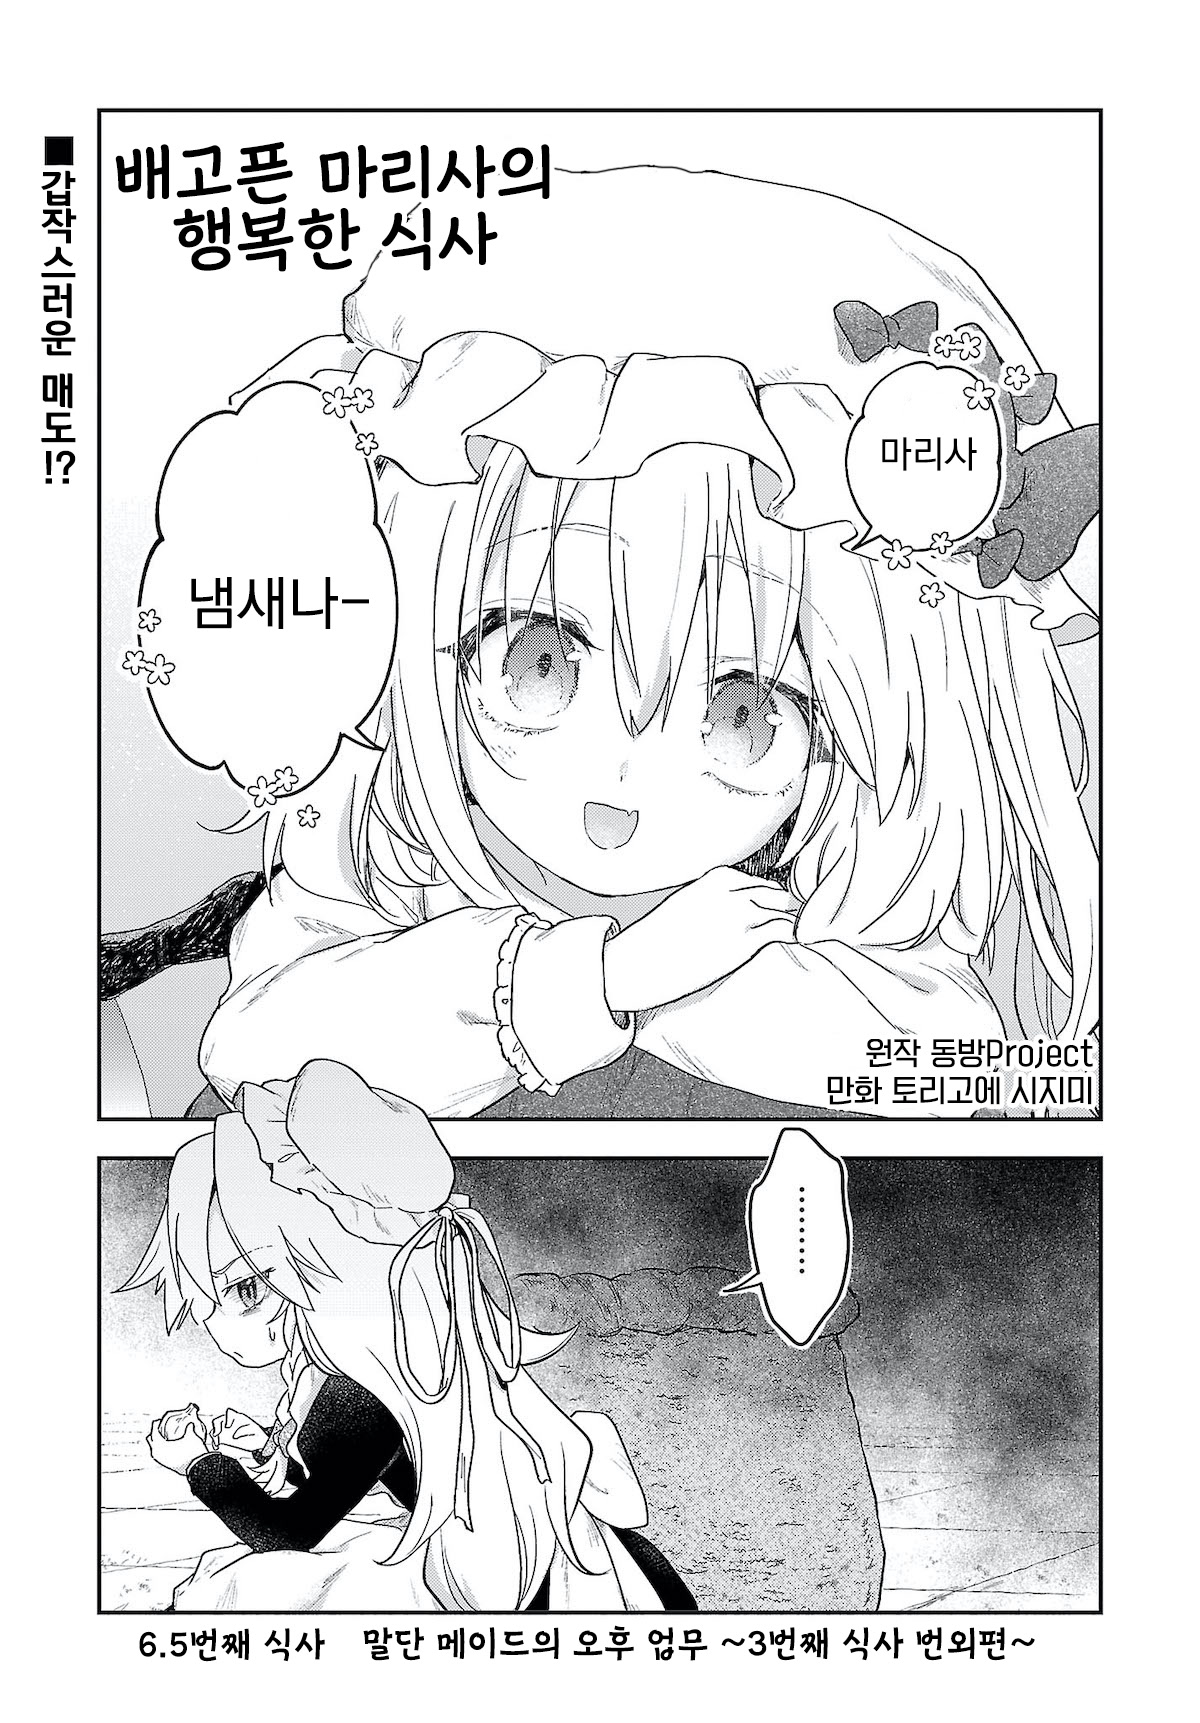 ■갑작스러운 매도!?
배고픈 마리사의
행복한 식사
마리사
냄새나-
원작 동방Project
만화 토리고에 시지미
………
6.5번째 식사 말단 메이드의 오후 업무 ~3번째 식사 번외편~